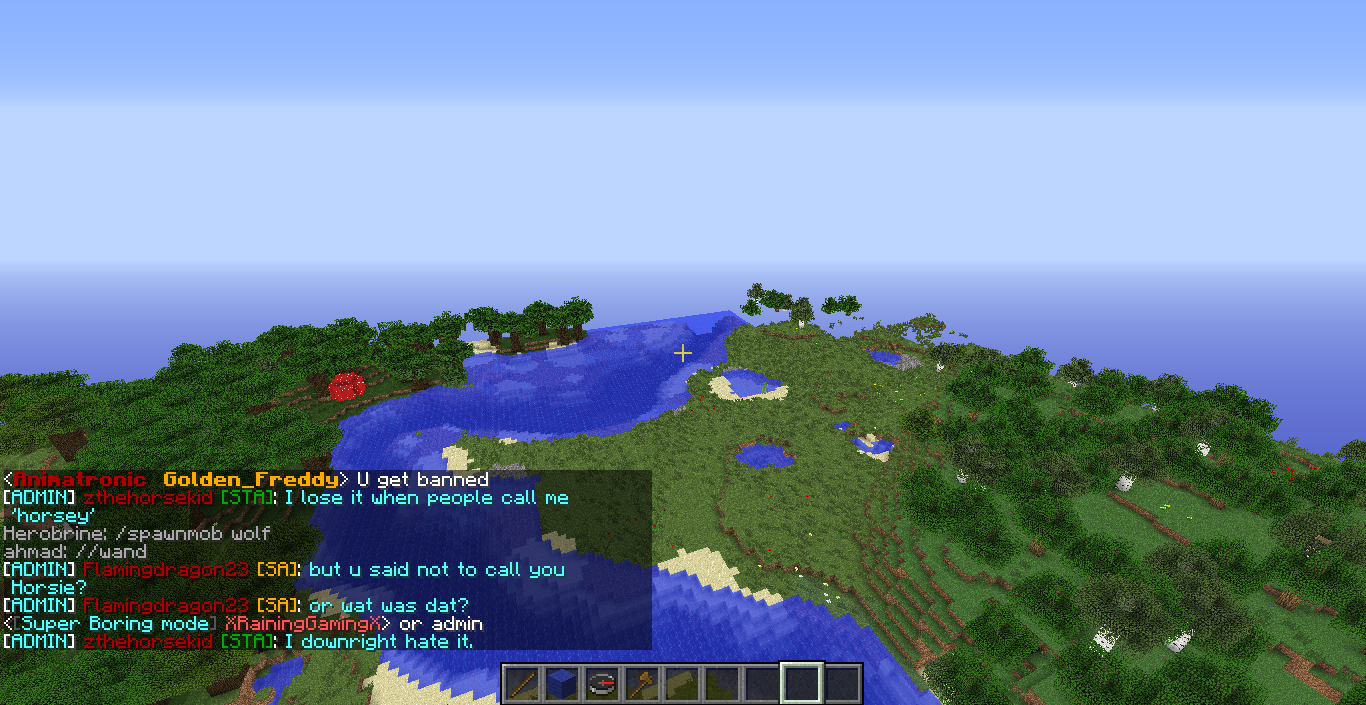 <Animatronic Golden_Freddy> U get banned
[ADMIN] zthehorsekid [STA]: I lose it when people call me
'horsey'
Herobrine: /spawnmob wolf
ahmad: //wand
[ADMIN] Flamingdragon23 [SA]: but u said not to call you
Horsie?
[ADMIN] Flamingdragon23 [SA]: or wat was dat?
<[Super Boring mode] XRainingGamingX> or admin
[ADMIN] zthehorsekid [STA]: I downright hate it.